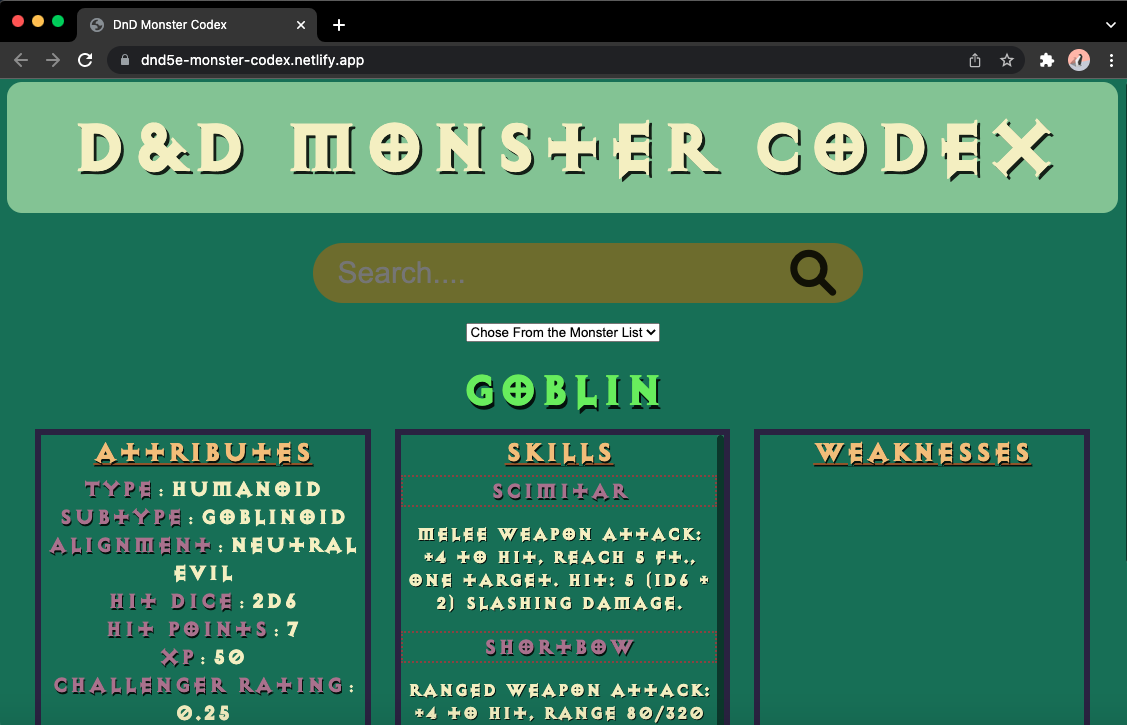 DnD Monster Codex
dnd5e-monster-codex.netlify.app
D&D MONSTER CODEX
Search....
Chose From the Monster List
GOBLIN
ATTRIBUTES
TYPE : HUMANOID
SUBTYPE : GOBLINOID
ALIGNMENT : NEUTRAL
EVIL
HIT DICE : 2D6
HIT POINTS : 7
XP : 50
CHALLENGER RATING :
0.25
SKILLS
SCIMITAR
MELEE WEAPON ATTACK:
+4 TO HIT, REACH 5 FT.,
ONE TARGET. HIT: 5 (1D6 +
2) SLASHING DAMAGE.
SHORTBOW
RANGED WEAPON ATTACK:
+4 TO HIT, RANGE 80/320
WEAKNESSES